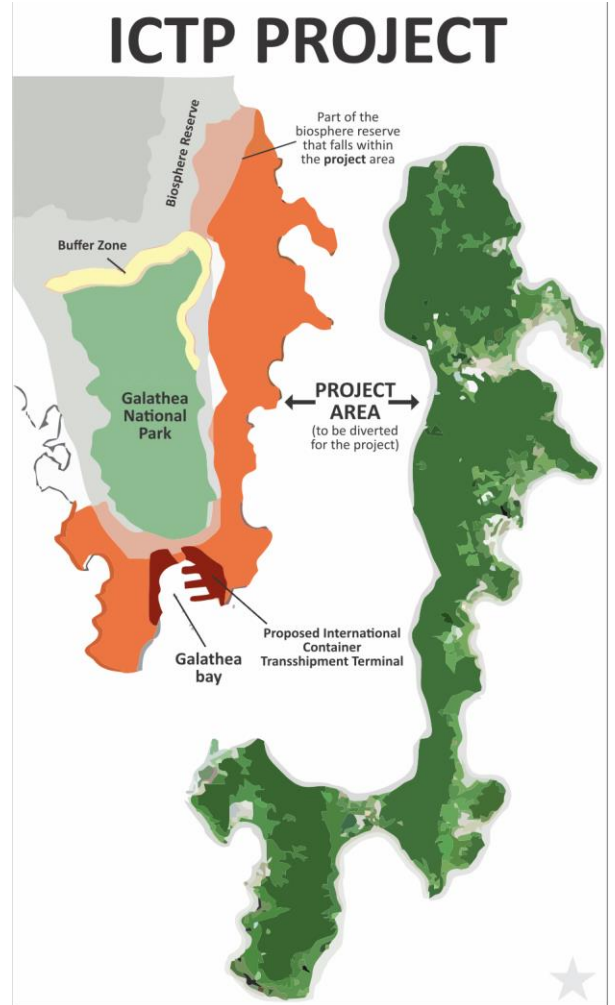 ICTP PROJECT
Biosphere Reserve
Part of the
biosphere reserve
that falls within
the project area
Buffer Zone
Galathea
National
Park
PROJECT
AREA
(to be diverted
for the project)
Proposed International
Container
Transshipment Terminal
Galathea
bay